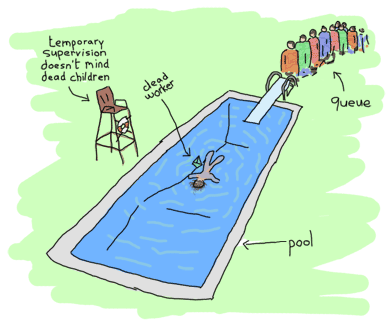 temporary
supervision
doesn't mind
dead children
dead
worker
queue
pool